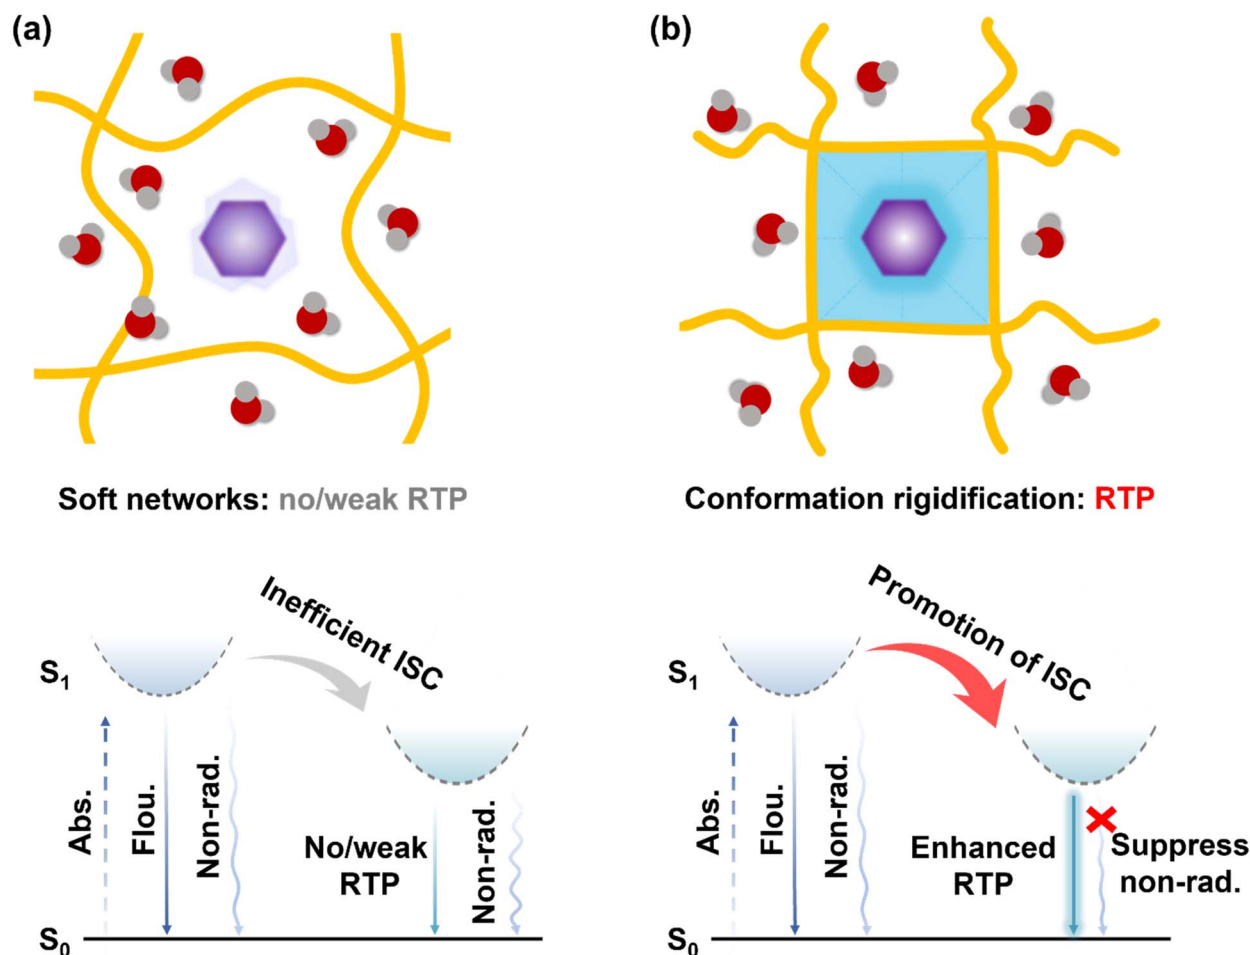 (a)
(b)
Soft networks: no/weak RTP
Conformation rigidification: RTP
Inefficient ISC
S1
Abs.
Flou.
Non-rad.
No/weak
RTP
Non-rad.
S0
Promotion of ISC
S1
Abs.
Flou.
Non-rad.
Enhanced
RTP
Suppress
non-rad.
S0